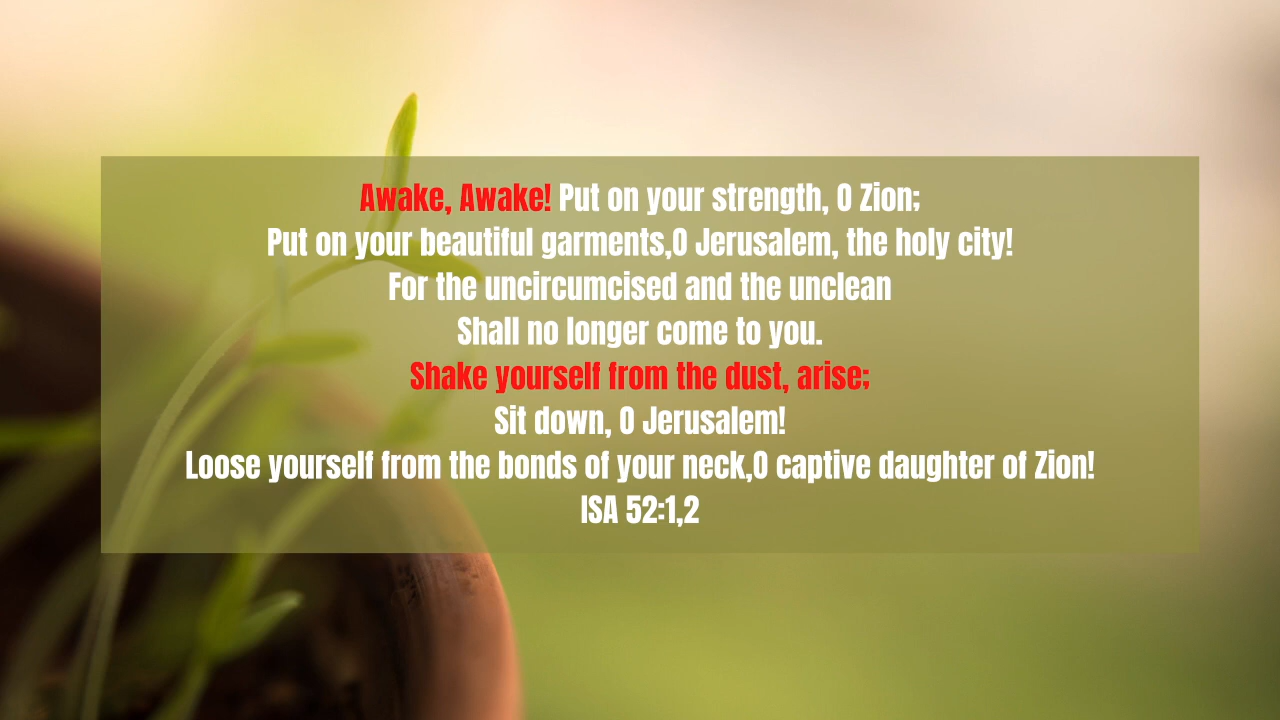 Awake, Awake! Put on your strength, O Zion;
Put on your beautiful garments,O Jerusalem, the holy city!
For the uncircumcised and the unclean
Shall no longer come to you.
Shake yourself from the dust, arise;
Sit down, O Jerusalem!
Loose yourself from the bonds of your neck,O captive daughter of Zion!
ISA 52:1,2